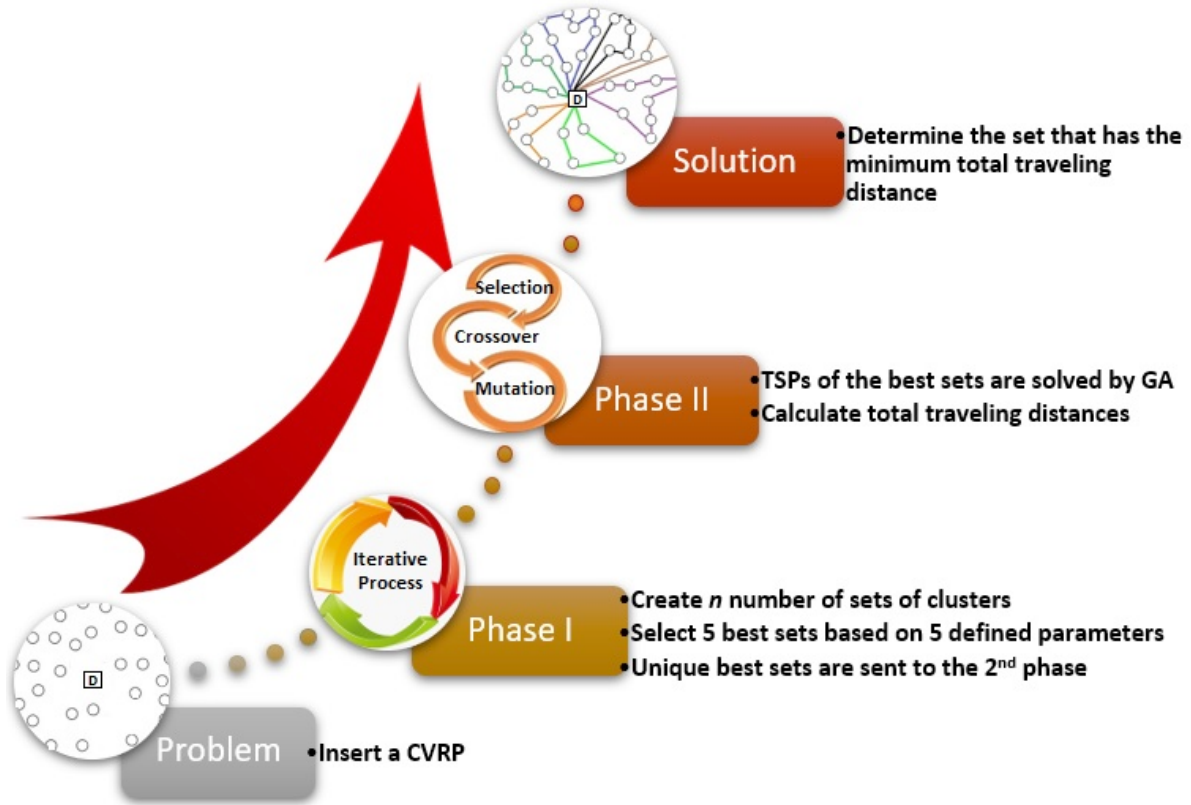 D
Solution
•Determine the set that has the
minimum total traveling
distance
Selection
Crossover
Mutation
Phase II
•TSPs of the best sets are solved by GA
•Calculate total traveling distances
Iterative
Process
Phase I
•Create n number of sets of clusters
•Select 5 best sets based on 5 defined parameters
•Unique best sets are sent to the 2nd phase
D
Problem
•Insert a CVRP